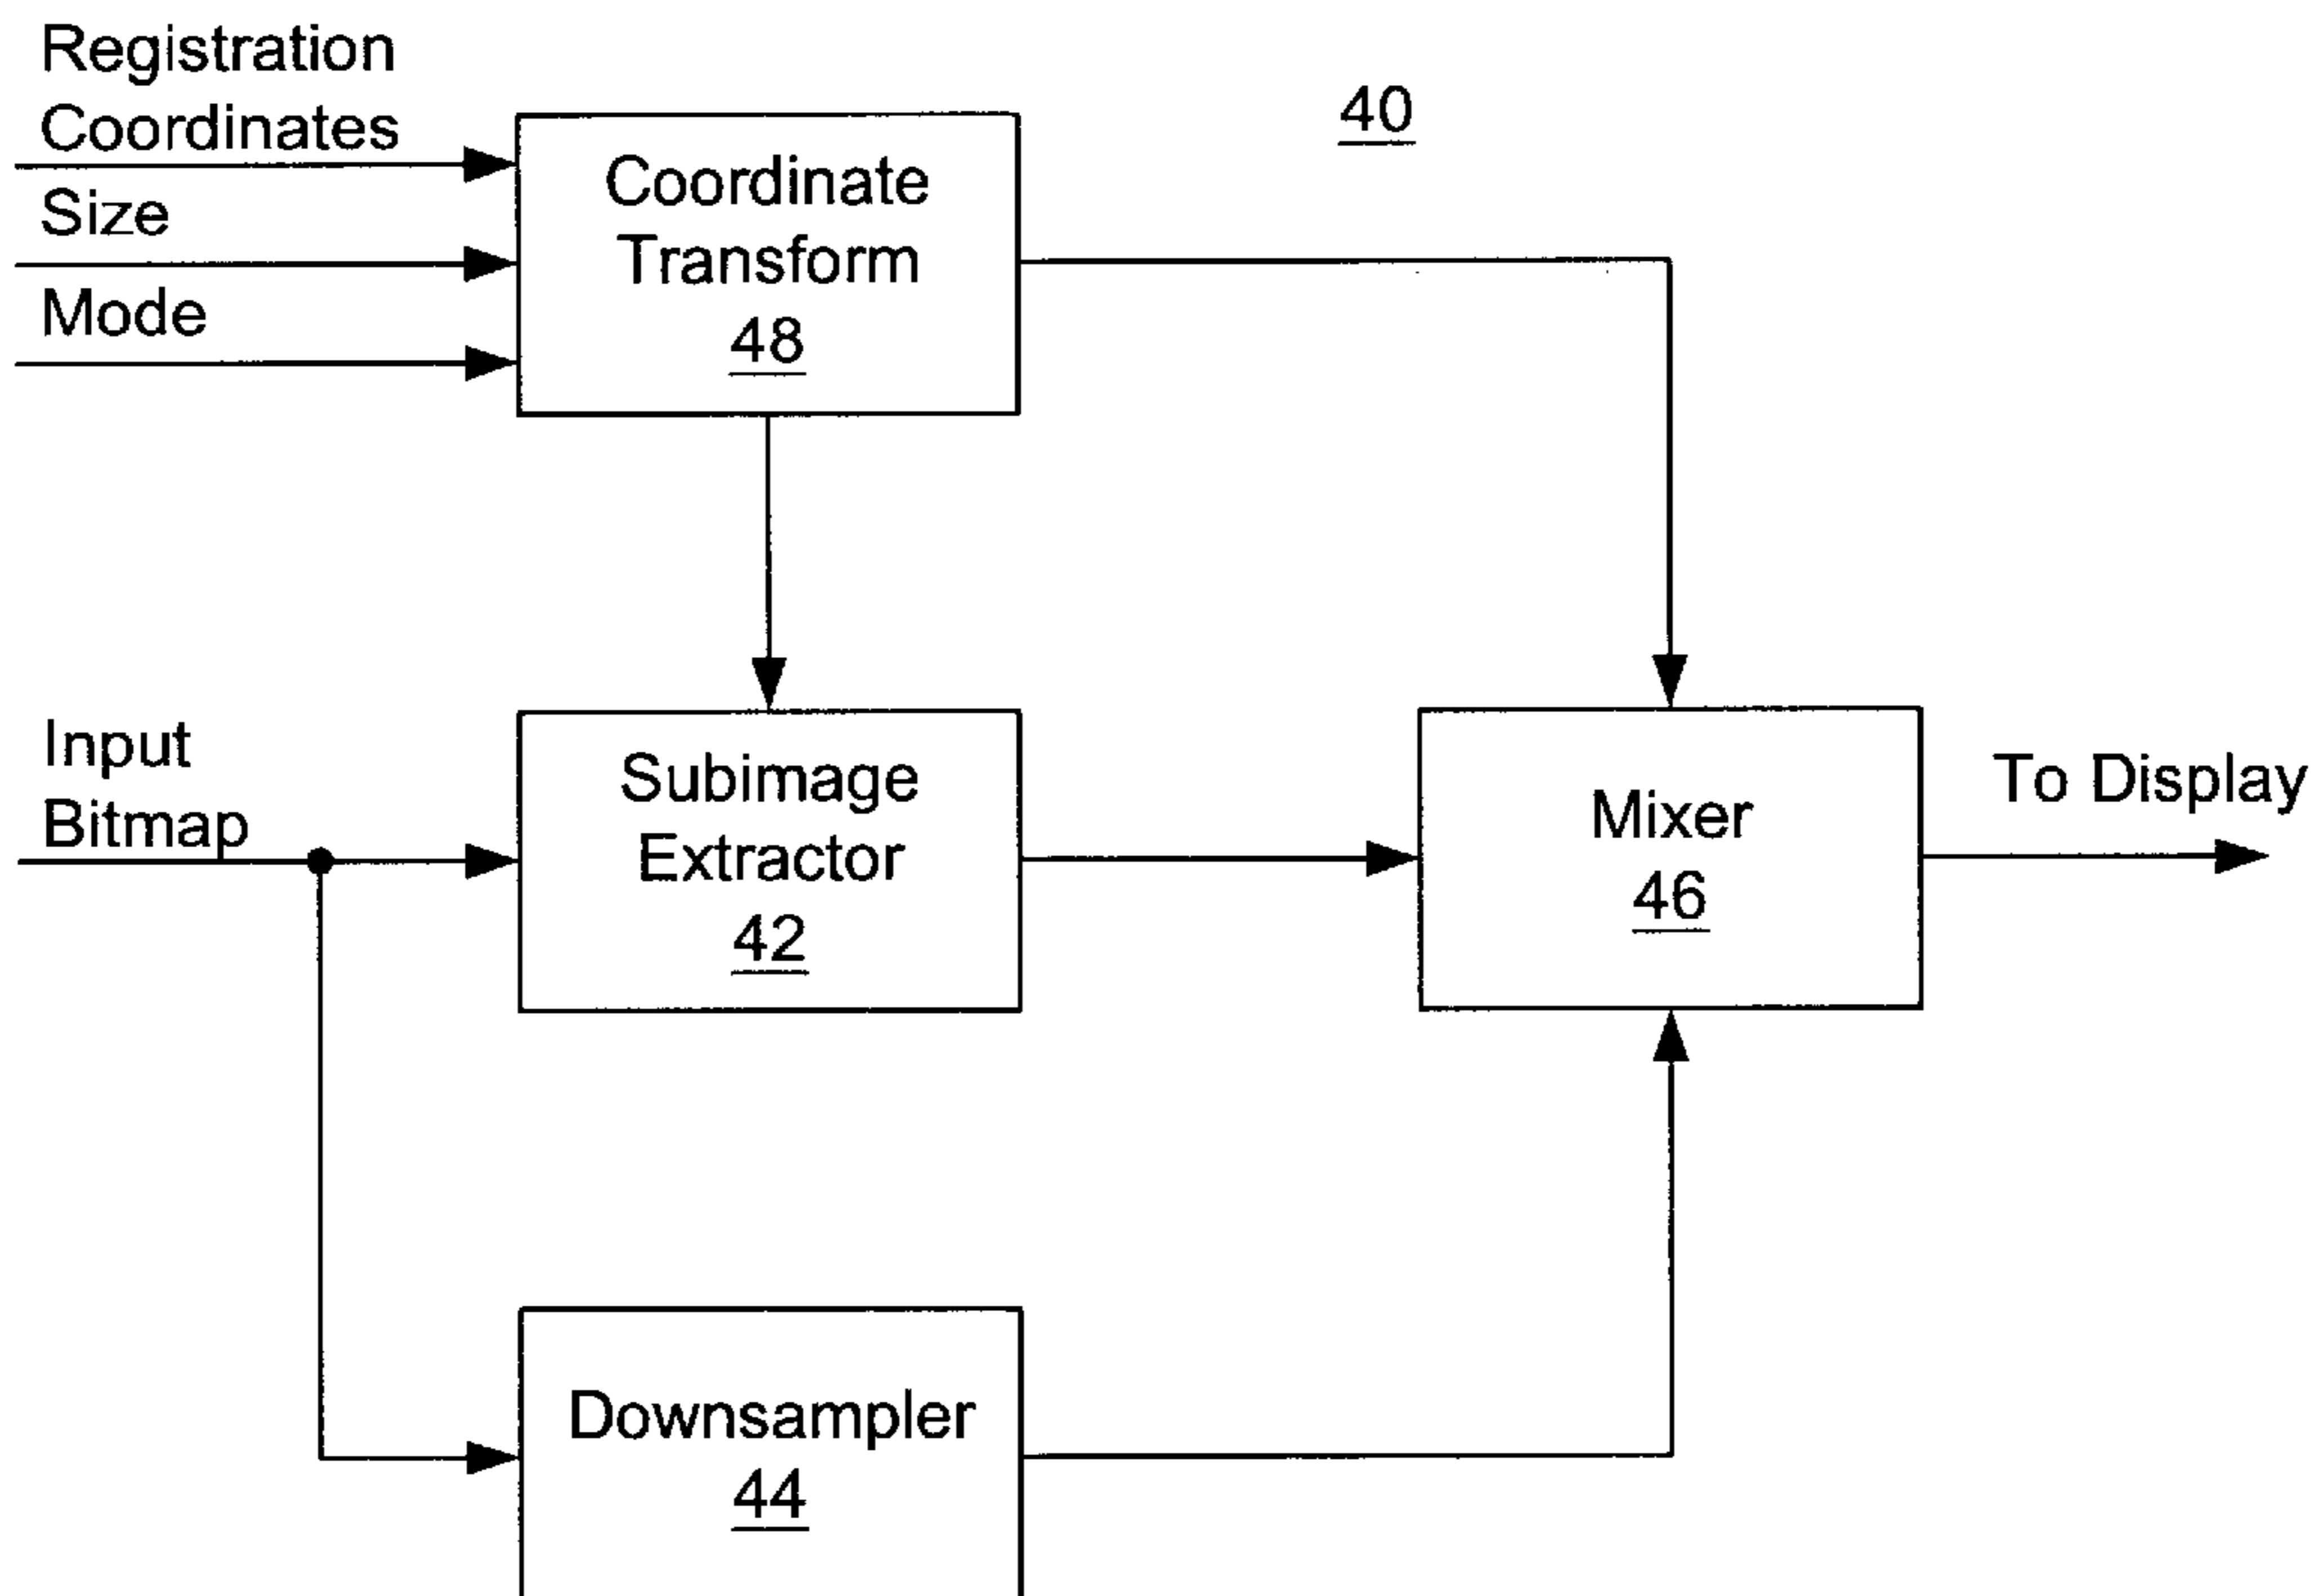 Registration
Coordinates
Size
Mode
Coordinate
Transform
48
40
Input
Bitmap
Subimage
Extractor
42
Mixer
46
To Display
Downsampler
44